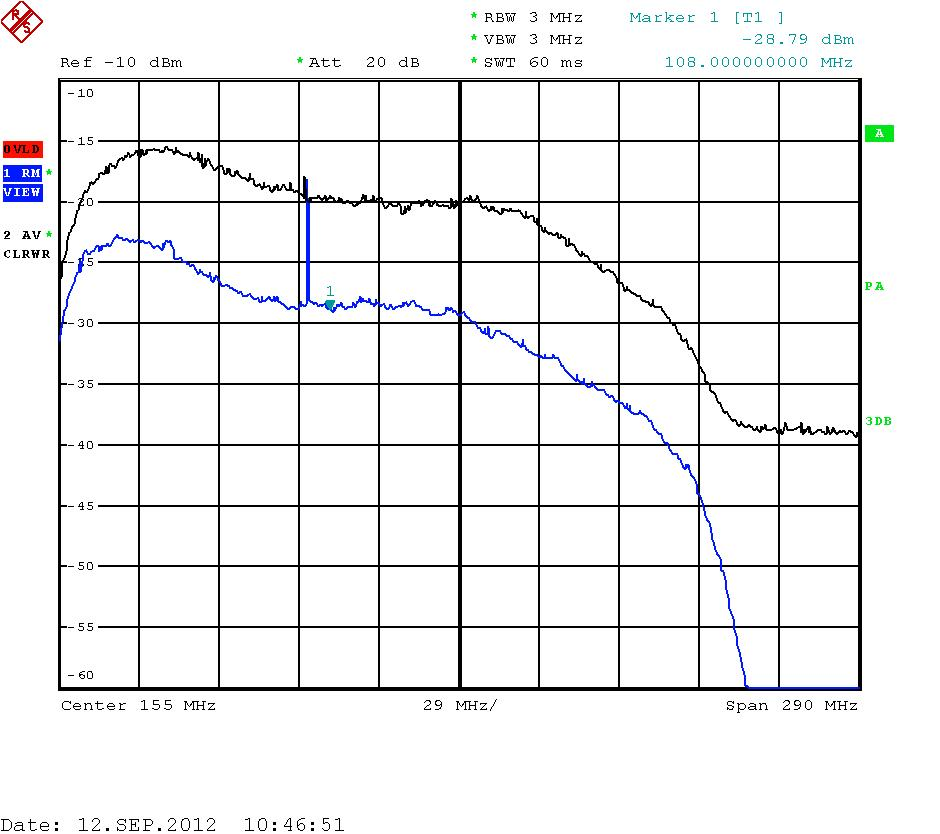 R S
* RBW 3 MHz Marker 1 [T1 ]
* VBW 3 MHz -28.79 dBm
Ref -10 dBm * Att 20 dB * SWT 60 ms 108.000000000 MHz
-10
A
-15
OVLD
1 RM *
VIEW
-20
2 AV *
CLRWR
-25
PA
1
-30
-35
3DB
-40
-45
-50
-55
-60
Center 155 MHz 29 MHz/ Span 290 MHz
Date: 12.SEP.2012 10:46:51